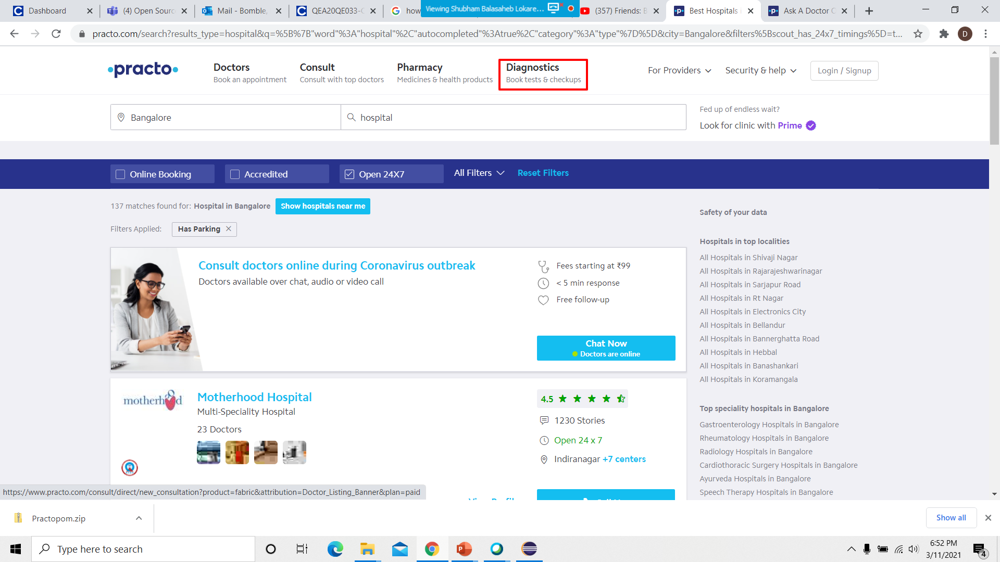 Dashboard
(4) Open Sourc
Mail - Bomble,
QEA20QE033-C
how
Viewing Shubham Balasaheb Lokare...
(357) Friends: B
Best Hospitals i
Ask A Doctor O
practo.com/search?results_type=hospital&q=%5B%7B"word"%3A"hospital"%2C"autocompleted"%3Atrue%2C"category"%3A"type"%7D%5D&city=Bangalore&filters%5Bscout_has_24x7_timings%5D=t...
D
practo
Doctors
Book an appointment
Consult
Consult with top doctors
Pharmacy
Medicines & health products
Diagnostics
Book tests & checkups
For Providers
Security & help
Login / Signup
Bangalore
hospital
Fed up of endless wait?
Look for clinic with Prime
Online Booking
Accredited
Open 24X7
All Filters
Reset Filters
137 matches found for: Hospital in Bangalore
Show hospitals near me
Filters Applied:
Has Parking
Consult doctors online during Coronavirus outbreak
Doctors available over chat, audio or video call
Fees starting at ₹99
< 5 min response
Free follow-up
Chat Now
Doctors are online
motherhood
Motherhood Hospital
Multi-Speciality Hospital
23 Doctors
4.5
1230 Stories
Open 24 x 7
Indiranagar +7 centers
Safety of your data
Hospitals in top localities
All Hospitals in Shivaji Nagar
All Hospitals in Rajarajeshwarinagar
All Hospitals in Sarjapur Road
All Hospitals in Rt Nagar
All Hospitals in Electronics City
All Hospitals in Bellandur
All Hospitals in Bannerghatta Road
All Hospitals in Hebbal
All Hospitals in Banashankari
All Hospitals in Koramangala
Top speciality hospitals in Bangalore
Gastroenterology Hospitals in Bangalore
Rheumatology Hospitals in Bangalore
Radiology Hospitals in Bangalore
Cardiothoracic Surgery Hospitals in Bangalore
Ayurveda Hospitals in Bangalore
Speech Therapy Hospitals in Bangalore
https://www.practo.com/consult/direct/new_consultation?product=fabric&attribution=Doctor_Listing_Banner&plan=paid
Practopom.zip
Show all
Type here to search
6:52 PM
3/11/2021
4